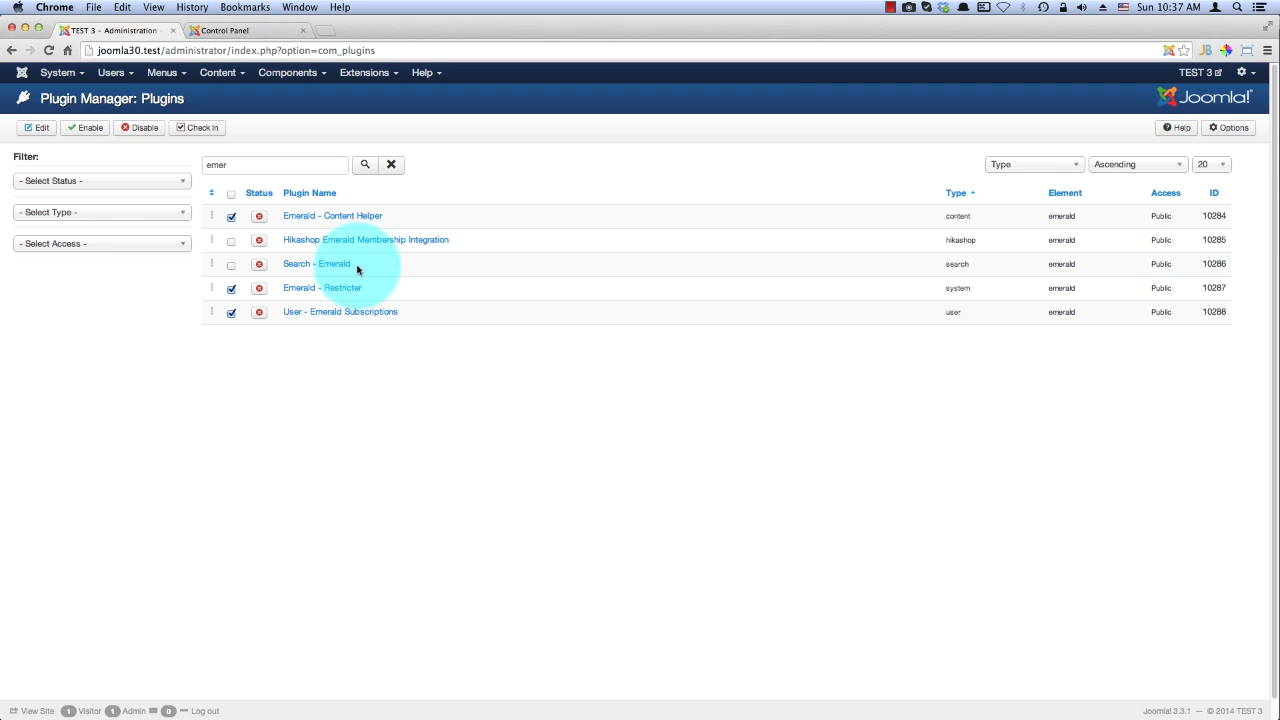 Chrome File Edit View History Bookmarks Window Help Sun 10:37 AM
TEST 3 - Administration - Control Panel
joomla30.test/administrator/index.php?option=com_plugins
System Users Menus Content Components Extensions Help TEST 3
Plugin Manager: Plugins Joomla!
Edit Enable Disable Check In Help Options
Filter:
emer Type Ascending 20
- Select Status -
Status Plugin Name Type Element Access ID
- Select Type -
Emerald - Content Helper content emerald Public 10284
- Select Access -
Hikashop Emerald Membership Integration hikashop emerald Public 10285
Search - Emerald search emerald Public 10286
Emerald - Restricter system emerald Public 10287
User - Emerald Subscriptions user emerald Public 10288
View Site 1 Visitor 1 Admin 0 Log out Joomla! 3.3.1 — © 2014 TEST 3